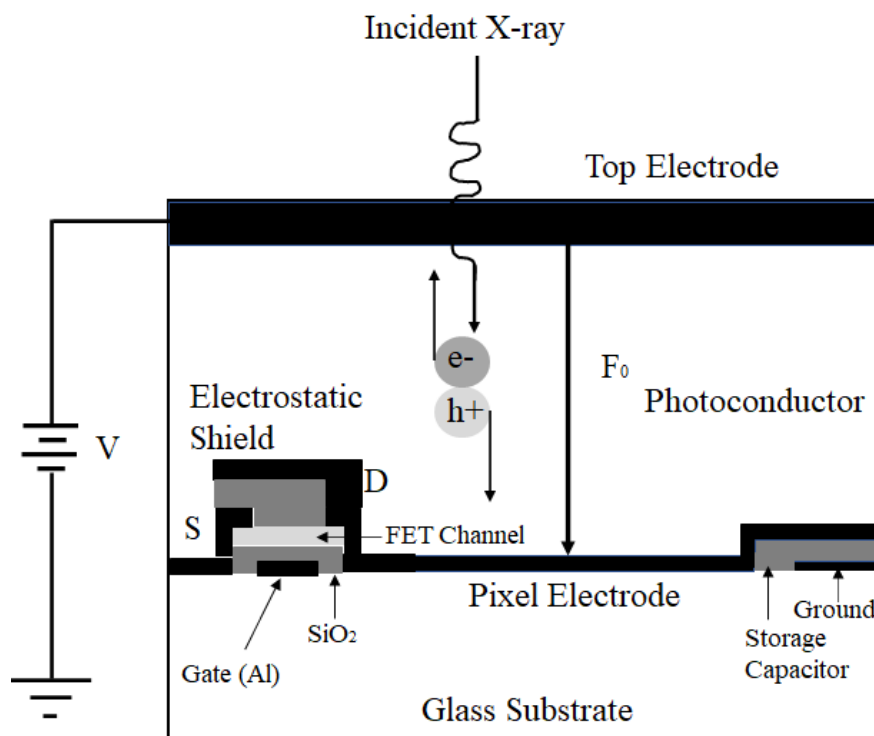 Incident X-ray
Top Electrode
e-
h+
F₀
Photoconductor
Electrostatic
Shield
V
D
S
FET Channel
Pixel Electrode
Ground
Storage
Capacitor
SiO₂
Gate (Al)
Glass Substrate